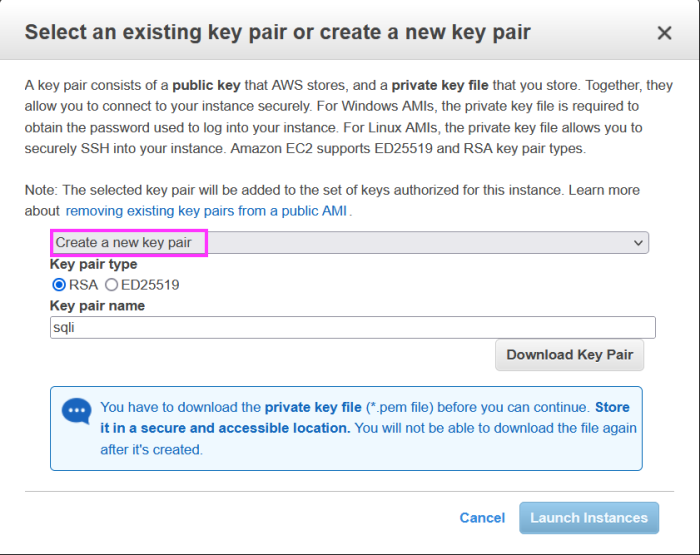 Select an existing key pair or create a new key pair
A key pair consists of a public key that AWS stores, and a private key file that you store. Together, they
allow you to connect to your instance securely. For Windows AMIs, the private key file is required to
obtain the password used to log into your instance. For Linux AMIs, the private key file allows you to
securely SSH into your instance. Amazon EC2 supports ED25519 and RSA key pair types.
Note: The selected key pair will be added to the set of keys authorized for this instance. Learn more
about removing existing key pairs from a public AMI.
Create a new key pair
Key pair type
RSA ED25519
Key pair name
sqli
Download Key Pair
You have to download the private key file (*.pem file) before you can continue. Store
it in a secure and accessible location. You will not be able to download the file again
after it's created.
Cancel Launch Instances